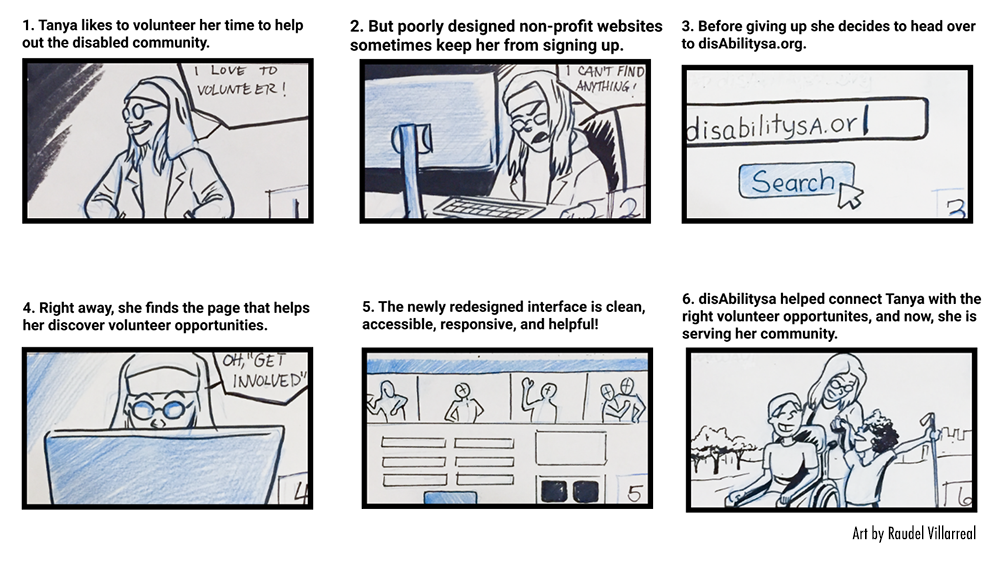 1. Tanya likes to volunteer her time to help
out the disabled community.
I LOVE TO
VOLUNTEER!
1
2. But poorly designed non-profit websites
sometimes keep her from signing up.
I CAN'T FIND
ANYTHING!
2
3. Before giving up she decides to head over
to disAbilitysa.org.
disabilitysA.or
Search
3
4. Right away, she finds the page that helps
her discover volunteer opportunities.
OH, "GET
INVOLVED"
4
5. The newly redesigned interface is clean,
accessible, responsive, and helpful!
5
6. disAbilitysa helped connect Tanya with the
right volunteer opportunites, and now, she is
serving her community.
6
Art by Raudel Villarreal